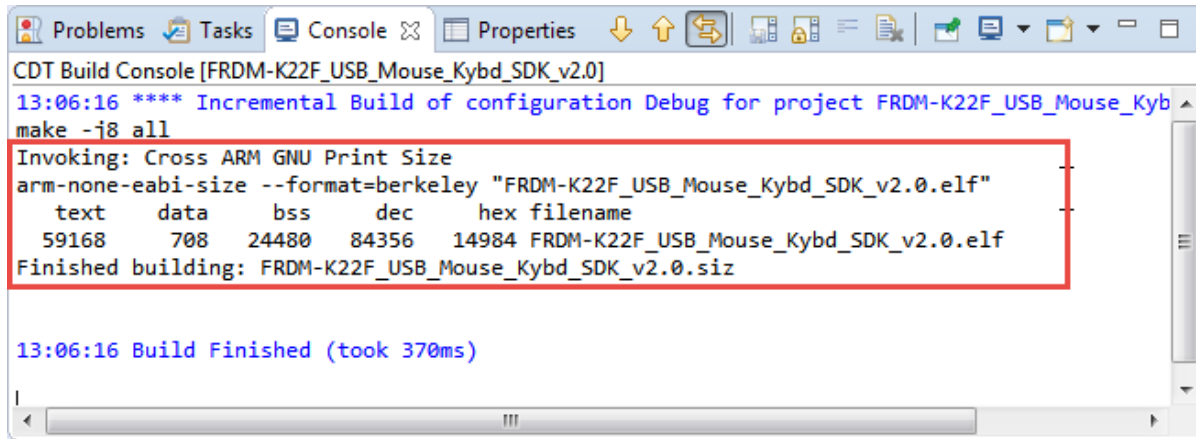 Problems Tasks Console Properties
CDT Build Console [FRDM-K22F_USB_Mouse_Kybd_SDK_v2.0]
13:06:16 **** Incremental Build of configuration Debug for project FRDM-K22F_USB_Mouse_Kyb
make -j8 all
Invoking: Cross ARM GNU Print Size
arm-none-eabi-size --format=berkeley "FRDM-K22F_USB_Mouse_Kybd_SDK_v2.0.elf"
   text    data     bss     dec     hex filename
  59168     708   24480   84356   14984 FRDM-K22F_USB_Mouse_Kybd_SDK_v2.0.elf
Finished building: FRDM-K22F_USB_Mouse_Kybd_SDK_v2.0.siz
13:06:16 Build Finished (took 370ms)